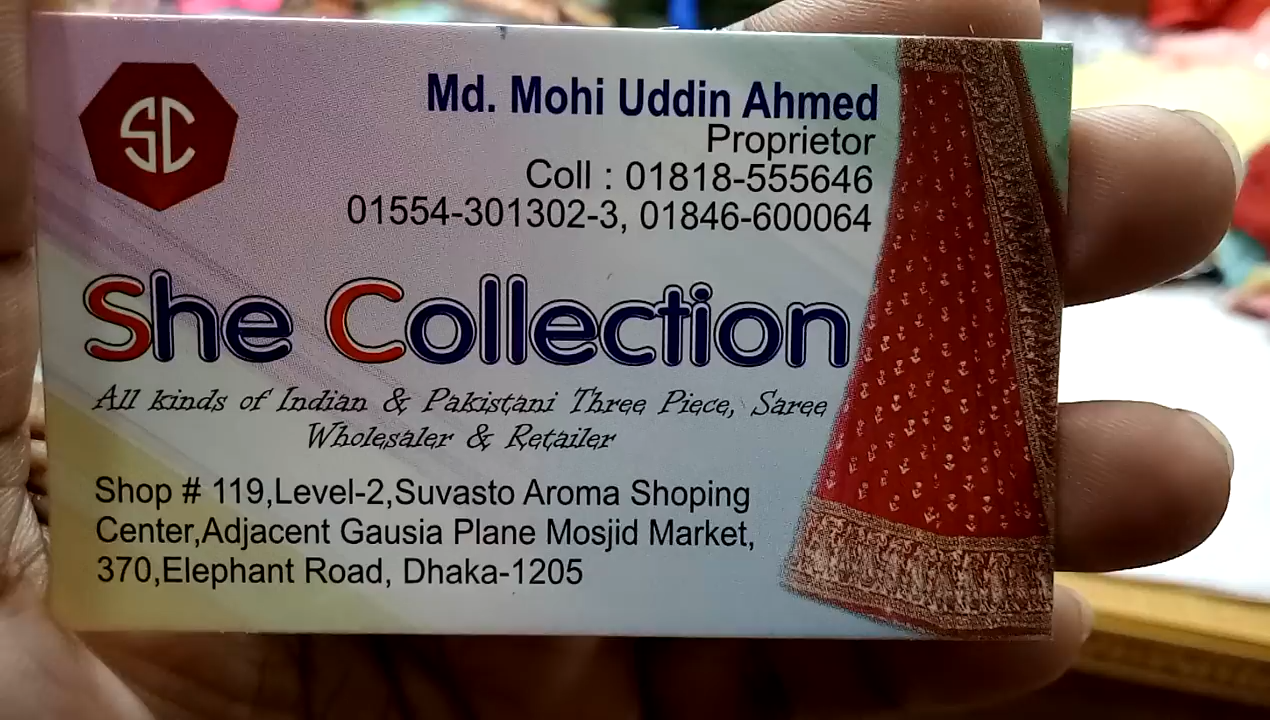 SC
Md. Mohi Uddin Ahmed
Proprietor
Coll : 01818-555646
01554-301302-3, 01846-600064
She Collection
All kinds of Indian & Pakistani Three Piece, Saree
Wholesaler & Retailer
Shop # 119,Level-2,Suvasto Aroma Shoping
Center,Adjacent Gausia Plane Mosjid Market,
370,Elephant Road, Dhaka-1205